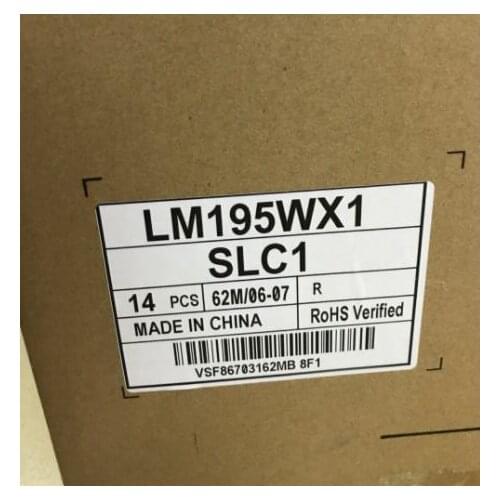 LM195WX1
SLC1
14 PCS 62M/06-07 R
MADE IN CHINA RoHS Verified
VSF86703162MB 8F1